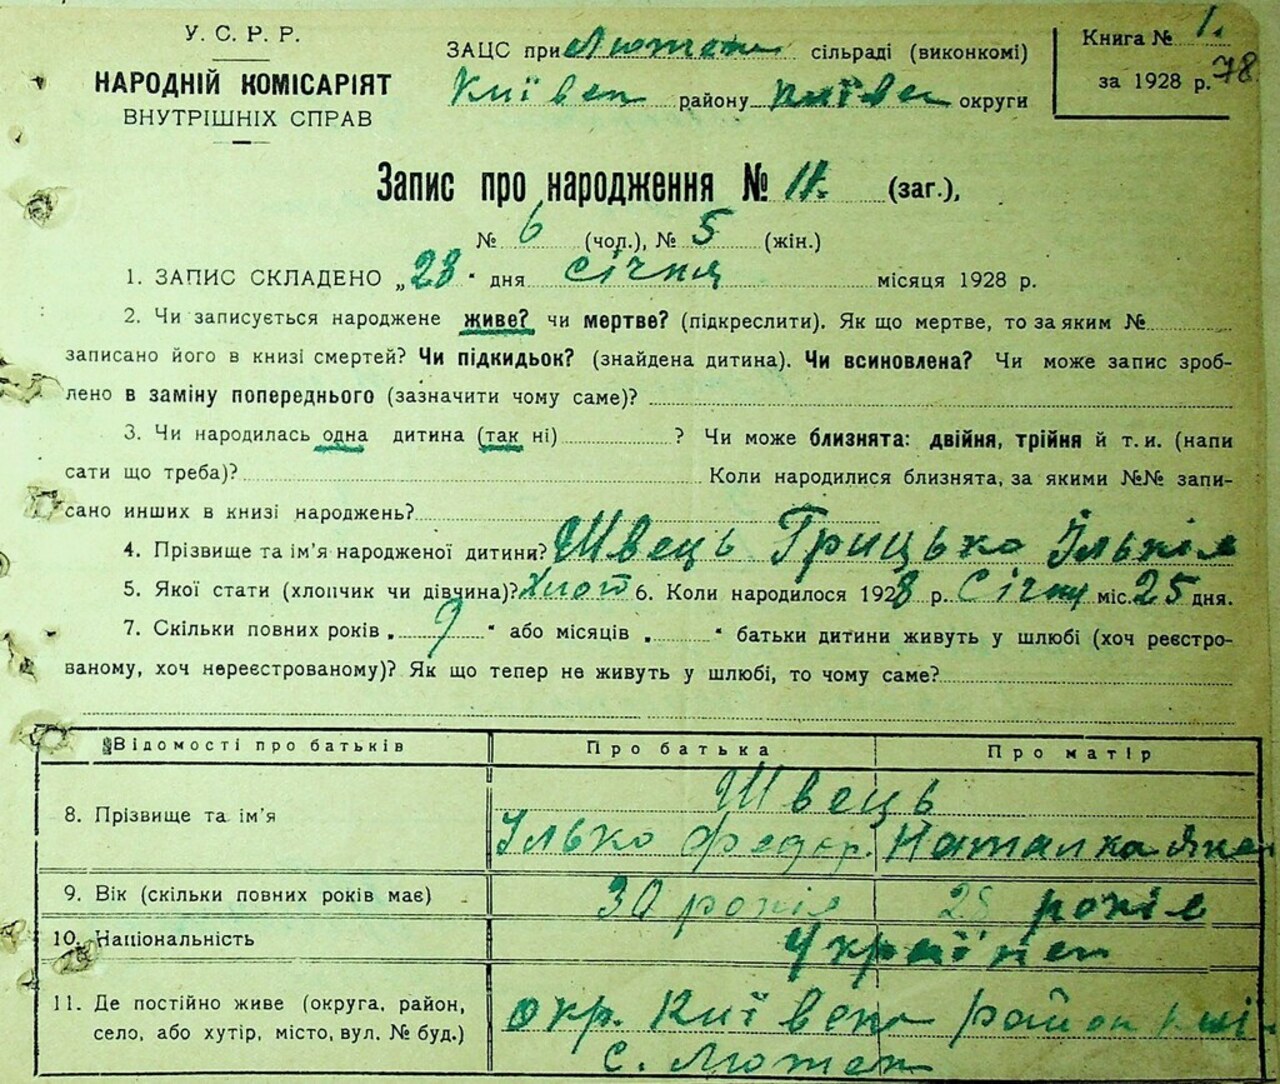 У. С. Р. Р.
НАРОДНІЙ КОМІСАРІЯТ
ВНУТРІШНІХ СПРАВ
ЗАЦС при сільраді (виконкомі)
Київск району Київск округи
Книга № 1.
за 1928 р. 78
Запис про народження № 11. (заг.),
№ 6 (чол.), № 5 (жін.)
1. ЗАПИС СКЛАДЕНО „28" дня січня місяця 1928 р.
2. Чи записується народжене живе? чи мертве? (підкреслити). Як що мертве, то за яким №
записано його в книзі смертей? Чи підкидьок? (знайдена дитина). Чи всиновлена? Чи може запис зроб-
лено в заміну попереднього (зазначити чому саме)?
3. Чи народилась одна дитина (так ні) ? Чи може близнята: двійня, трійня й т. и. (напи
сати що треба)? Коли народилися близнята, за якими №№ запи-
сано инших в книзі народжень?
4. Прізвище та ім'я народженої дитини? Швець Грицько Ільків
5. Якої стати (хлопчик чи дівчина)? Хлоп 6. Коли народилося 1928 р. Січня міс. 25 дня.
7. Скільки повних років „ 9 " або місяців „ " батьки дитини живуть у шлюбі (хоч реєстро-
ваному, хоч нереєстрованому)? Як що тепер не живуть у шлюбі, то чому саме?
Відомості про батьків Про батька Про матір
8. Прізвище та ім'я Швець
Ілько Федор. Наталка
9. Вік (скільки повних років має) 30 років 28 років
10. Національність Українск
11. Де постійно живе (округа, район,
село, або хутір, місто, вул. № буд.)
окр. Київська район Київ
с. Лютеж